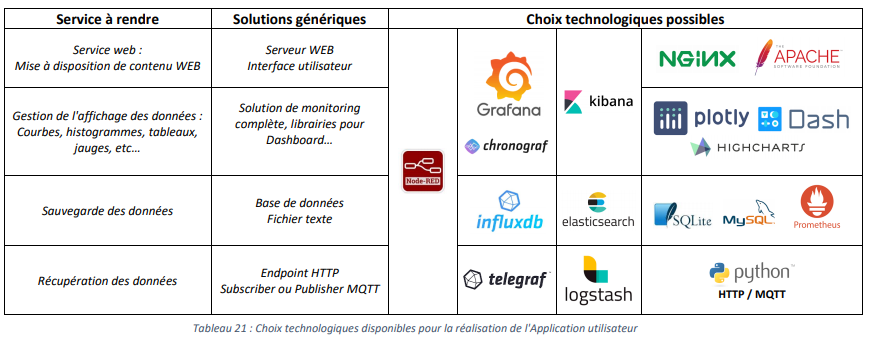 Service à rendre
Solutions génériques
Choix technologiques possibles
Service web :
Mise à disposition de contenu WEB
Serveur WEB
Interface utilisateur
Grafana
kibana
NGINX
THE
APACHE
SOFTWARE FOUNDATION
Gestion de l'affichage des données :
Courbes, histogrammes, tableaux,
jauges, etc…
Solution de monitoring
complète, librairies pour
Dashboard…
chronograf
plotly
Dash
HIGHCHARTS
Node-RED
Sauvegarde des données
Base de données
Fichier texte
influxdb
elasticsearch
SQLite
MySQL
Prometheus
Récupération des données
Endpoint HTTP
Subscriber ou Publisher MQTT
telegraf
logstash
python
HTTP / MQTT
Tableau 21 : Choix technologiques disponibles pour la réalisation de l'Application utilisateur